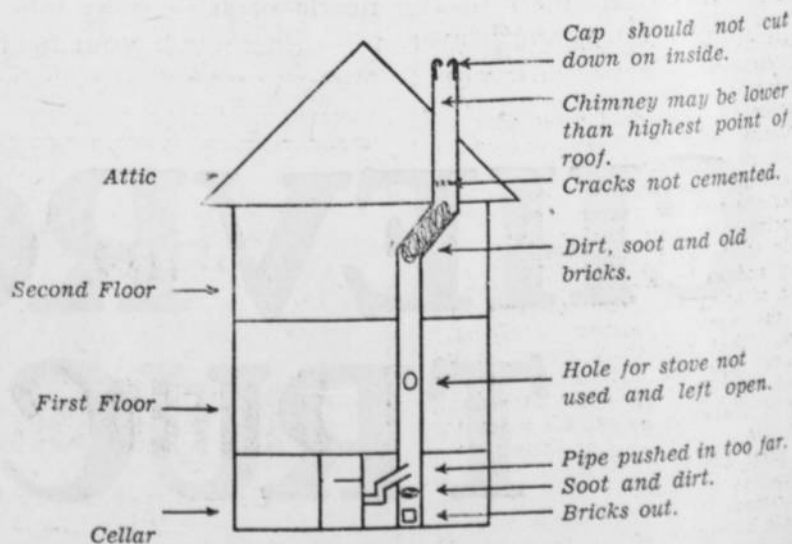 Cap should not cut
down on inside.
Chimney may be lower
than highest point of
roof.
Attic
Cracks not cemented.
Dirt, soot and old
bricks.
Second Floor
Hole for stove not
used and left open.
First Floor
Pipe pushed in too far.
Soot and dirt.
Bricks out.
Cellar